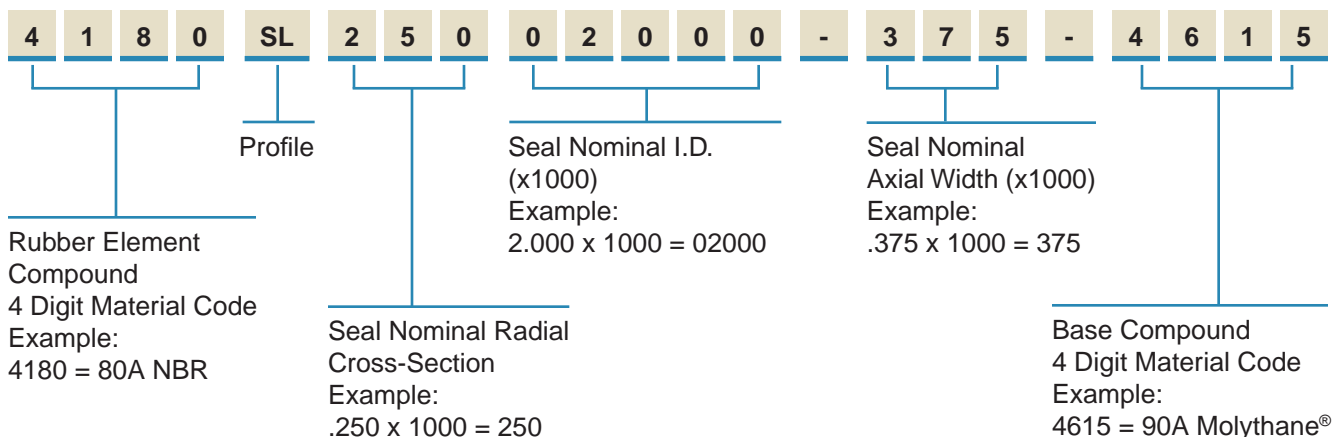 4 1 8 0 SL 2 5 0 0 2 0 0 0 - 3 7 5 - 4 6 1 5
Rubber Element
Compound
4 Digit Material Code
Example:
4180 = 80A NBR
Profile
Seal Nominal Radial
Cross-Section
Example:
.250 x 1000 = 250
Seal Nominal I.D.
(x1000)
Example:
2.000 x 1000 = 02000
Seal Nominal
Axial Width (x1000)
Example:
.375 x 1000 = 375
Base Compound
4 Digit Material Code
Example:
4615 = 90A Molythane®